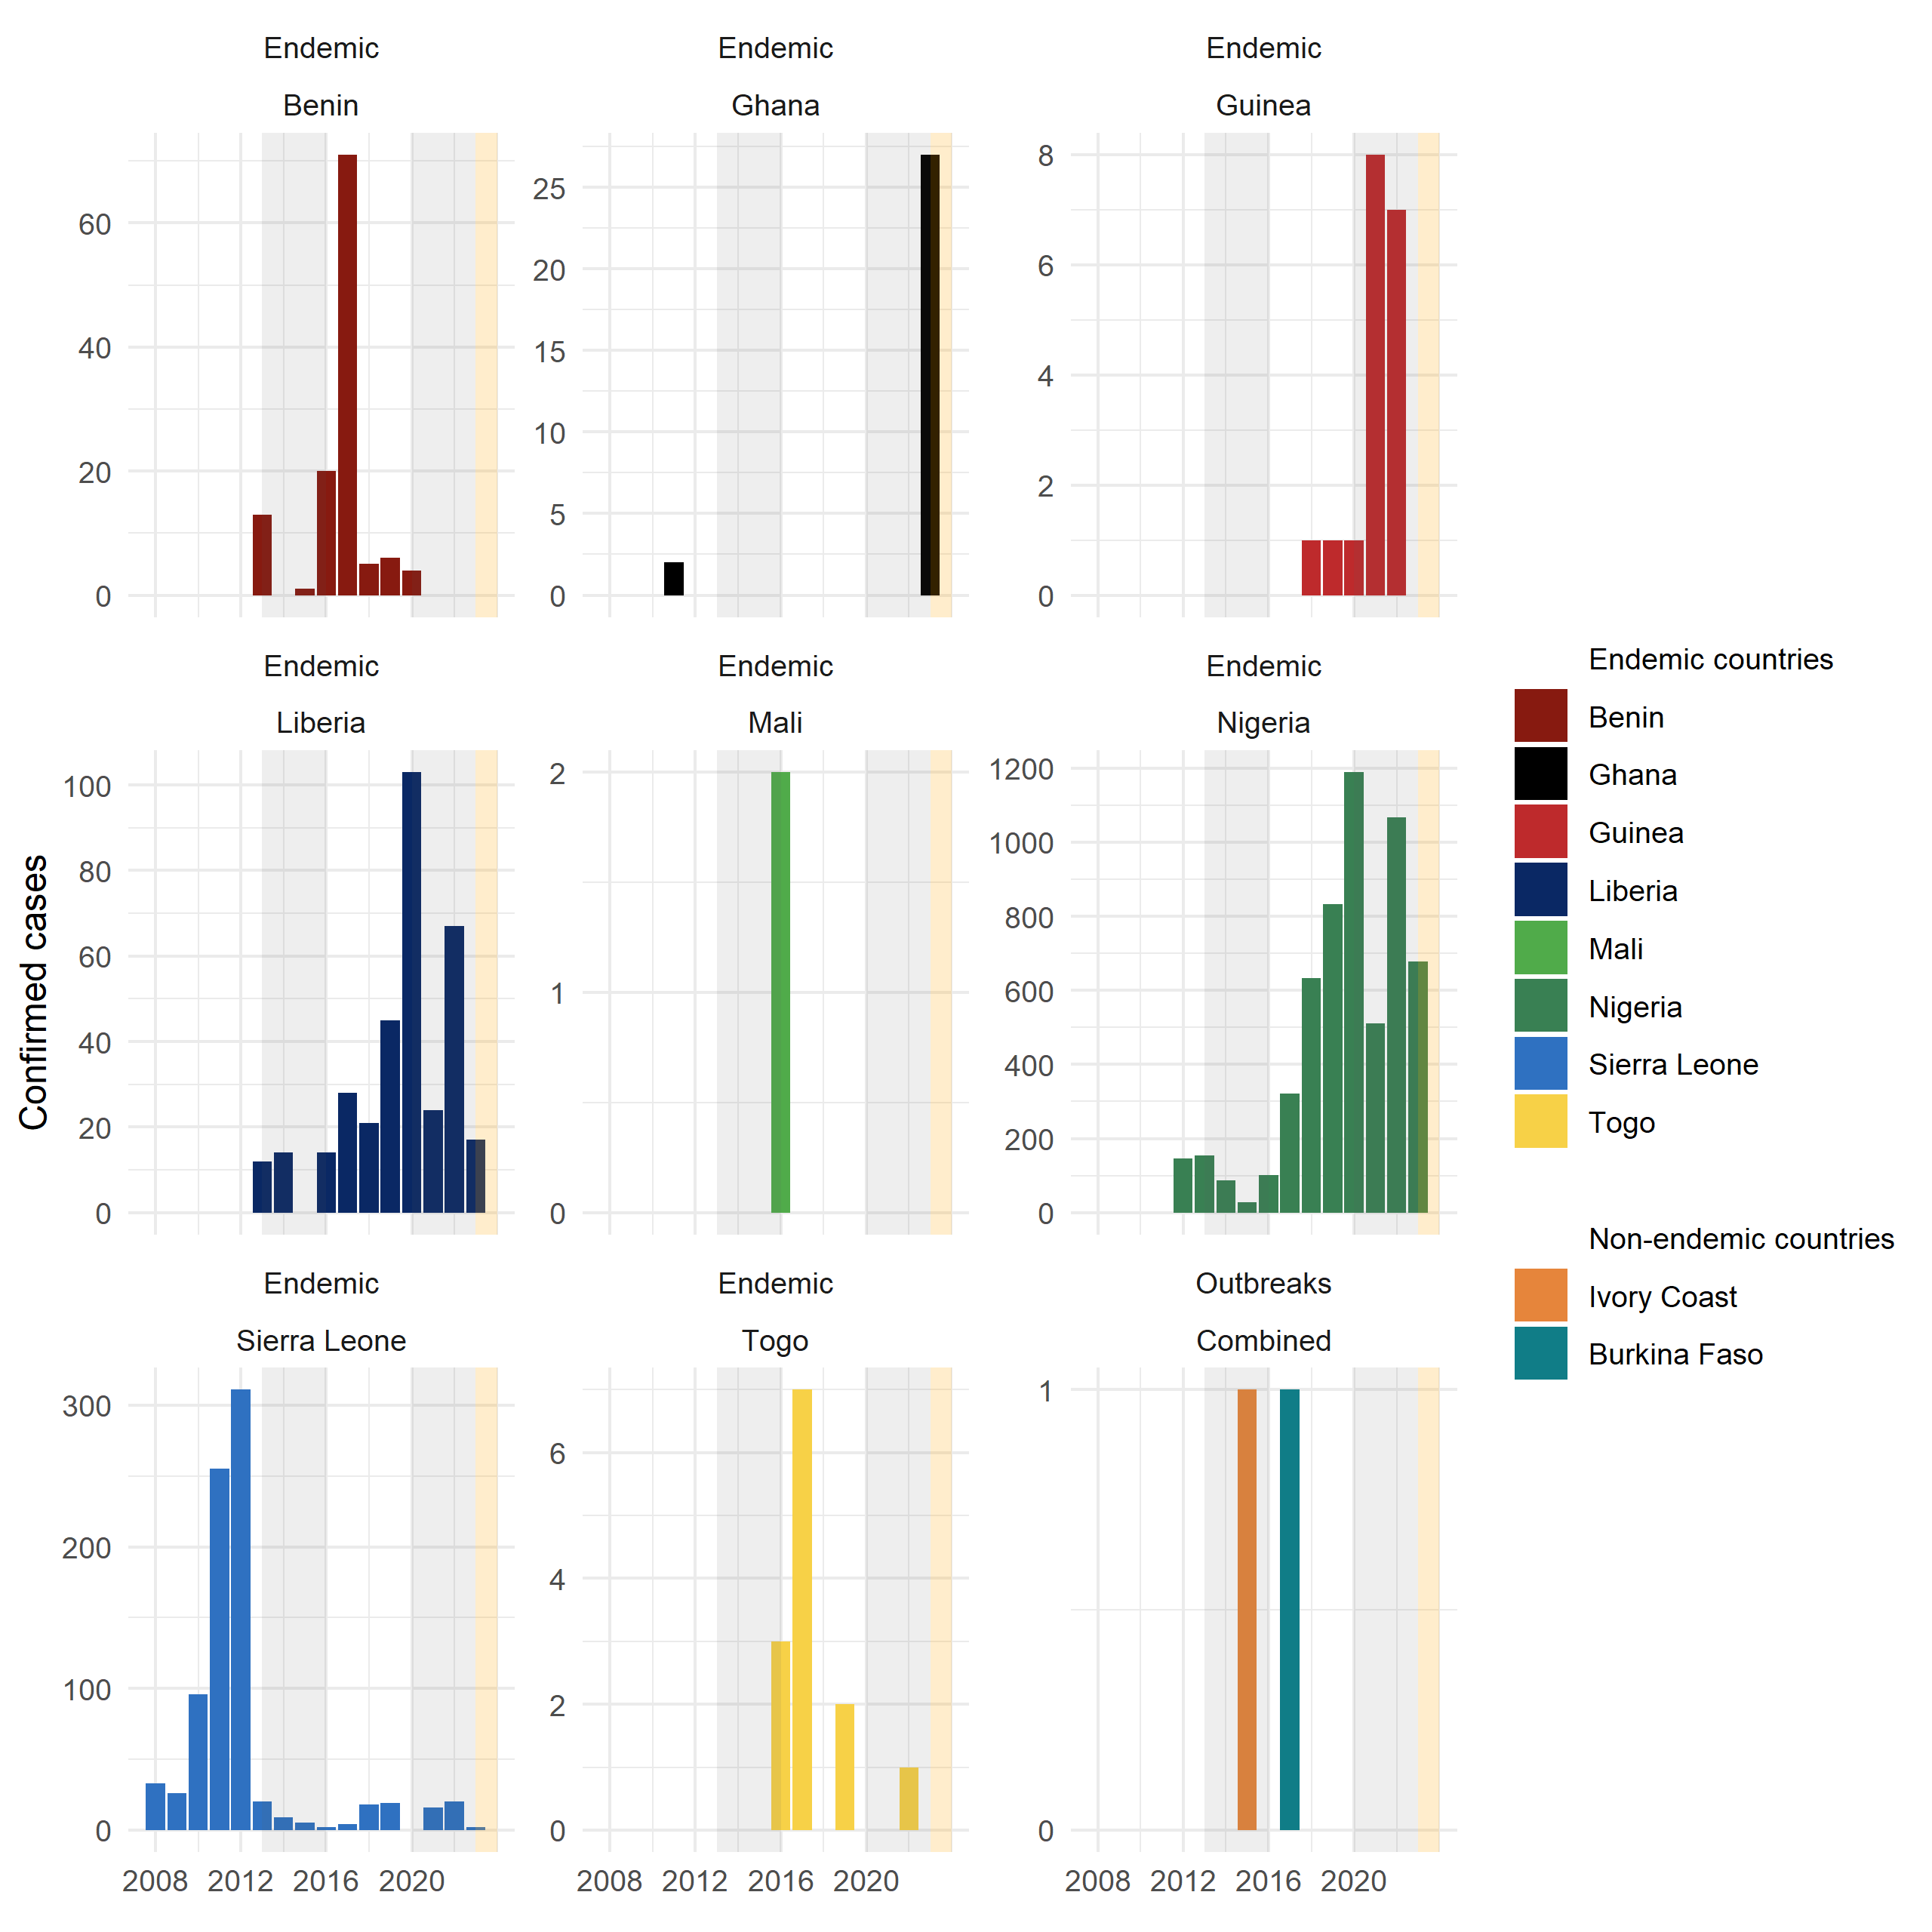 Endemic
Benin
60
40
20
0
Endemic
Ghana
25
20
15
10
5
0
Endemic
Guinea
8
6
4
2
0
Confirmed cases
Endemic
Liberia
100
80
60
40
20
0
Endemic
Mali
2
1
0
Endemic
Nigeria
1200
1000
800
600
400
200
0
Endemic
Sierra Leone
300
200
100
0
2008 2012 2016 2020
Endemic
Togo
6
4
2
0
2008 2012 2016 2020
Outbreaks
Combined
1
0
2008 2012 2016 2020
Endemic countries
Benin
Ghana
Guinea
Liberia
Mali
Nigeria
Sierra Leone
Togo
Non-endemic countries
Ivory Coast
Burkina Faso